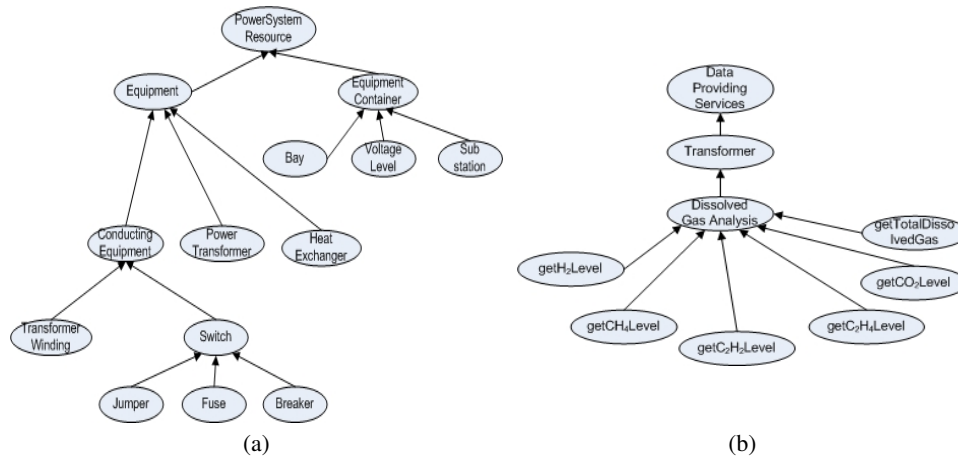 PowerSystem
Resource
Equipment
Equipment
Container
Bay
Voltage
Level
Sub
station
Conducting
Equipment
Power
Transformer
Heat
Exchanger
Transformer
Winding
Switch
Jumper
Fuse
Breaker
(a)
Data
Providing
Services
Transformer
Dissolved
Gas Analysis
getTotalDisso
lvedGas
getH₂Level
getCO₂Level
getCH₄Level
getC₂H₄Level
getC₂H₂Level
(b)